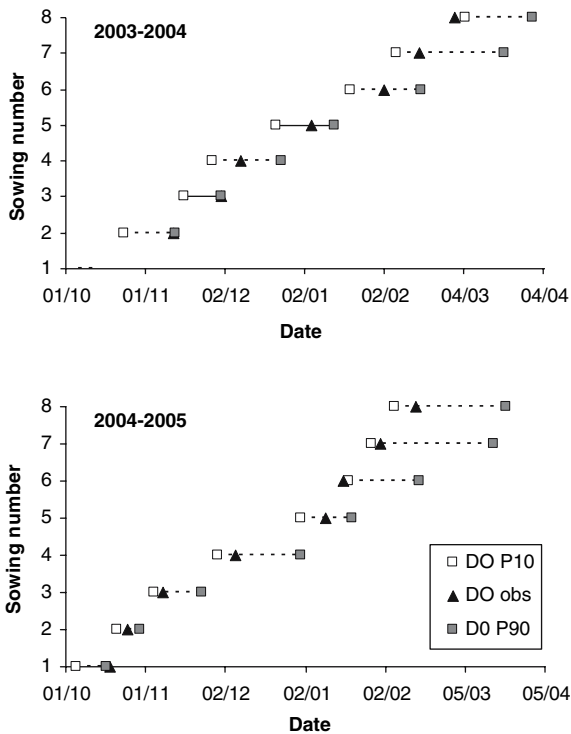 2003-2004
8
7
6
5
4
3
2
1
Sowing number
01/10 01/11 02/12 02/01 02/02 04/03 04/04
Date
2004-2005
8
7
6
5
4
3
2
1
Sowing number
DO P10
DO obs
D0 P90
01/10 01/11 02/12 02/01 02/02 05/03 05/04
Date